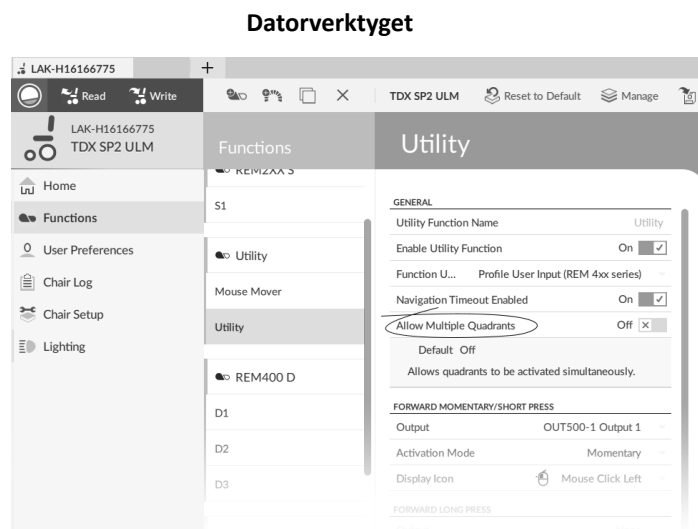 Datorverktyget
LAK-H16166775 +
Read Write TDX SP2 ULM Reset to Default Manage
LAK-H16166775
TDX SP2 ULM
Functions
Utility
Home
Functions
User Preferences
Chair Log
Chair Setup
Lighting
REM2XX S
S1
Utility
Mouse Mover
Utility
REM400 D
D1
D2
D3
GENERAL
Utility Function Name Utility
Enable Utility Function On
Function U... Profile User Input (REM 4xx series)
Navigation Timeout Enabled On
Allow Multiple Quadrants Off
Default Off
Allows quadrants to be activated simultaneously.
FORWARD MOMENTARY/SHORT PRESS
Output OUT500-1 Output 1
Activation Mode Momentary
Display Icon Mouse Click Left
FORWARD LONG PRESS